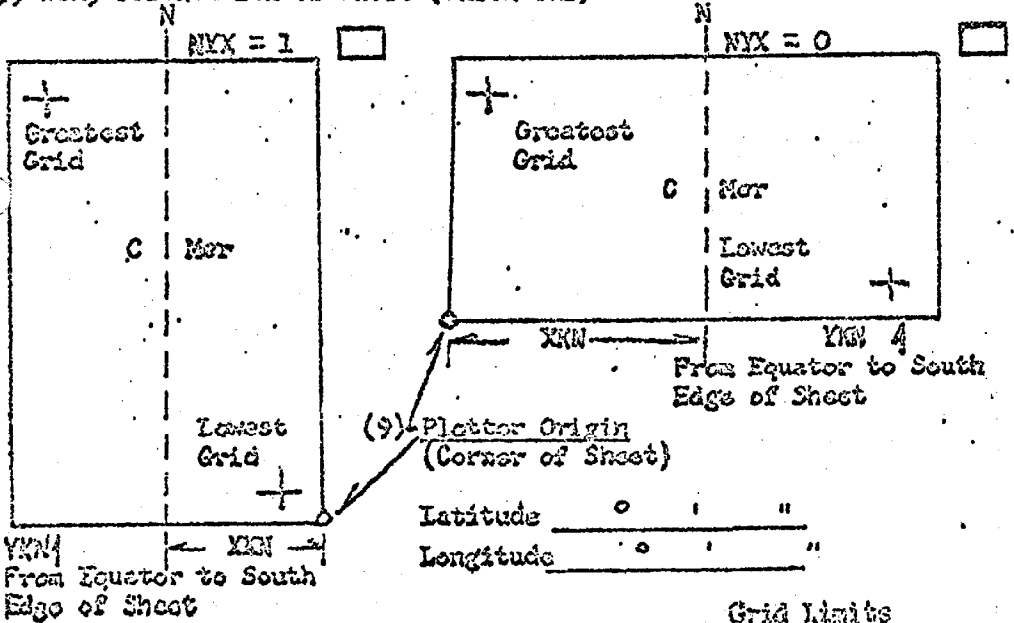 N
NYX = 1
Greatest
Grid
C Mer
Lowest
Grid
XKN
YKN
From Equator to South
Edge of Sheet
N
NYX = 0
Greatest
Grid
C Mer
Lowest
Grid
XKN
YKN
From Equator to South
Edge of Sheet
(9) Plotter Origin
(Corner of Sheet)
Latitude ° ' "
Longitude ° ' "
Grid Limits